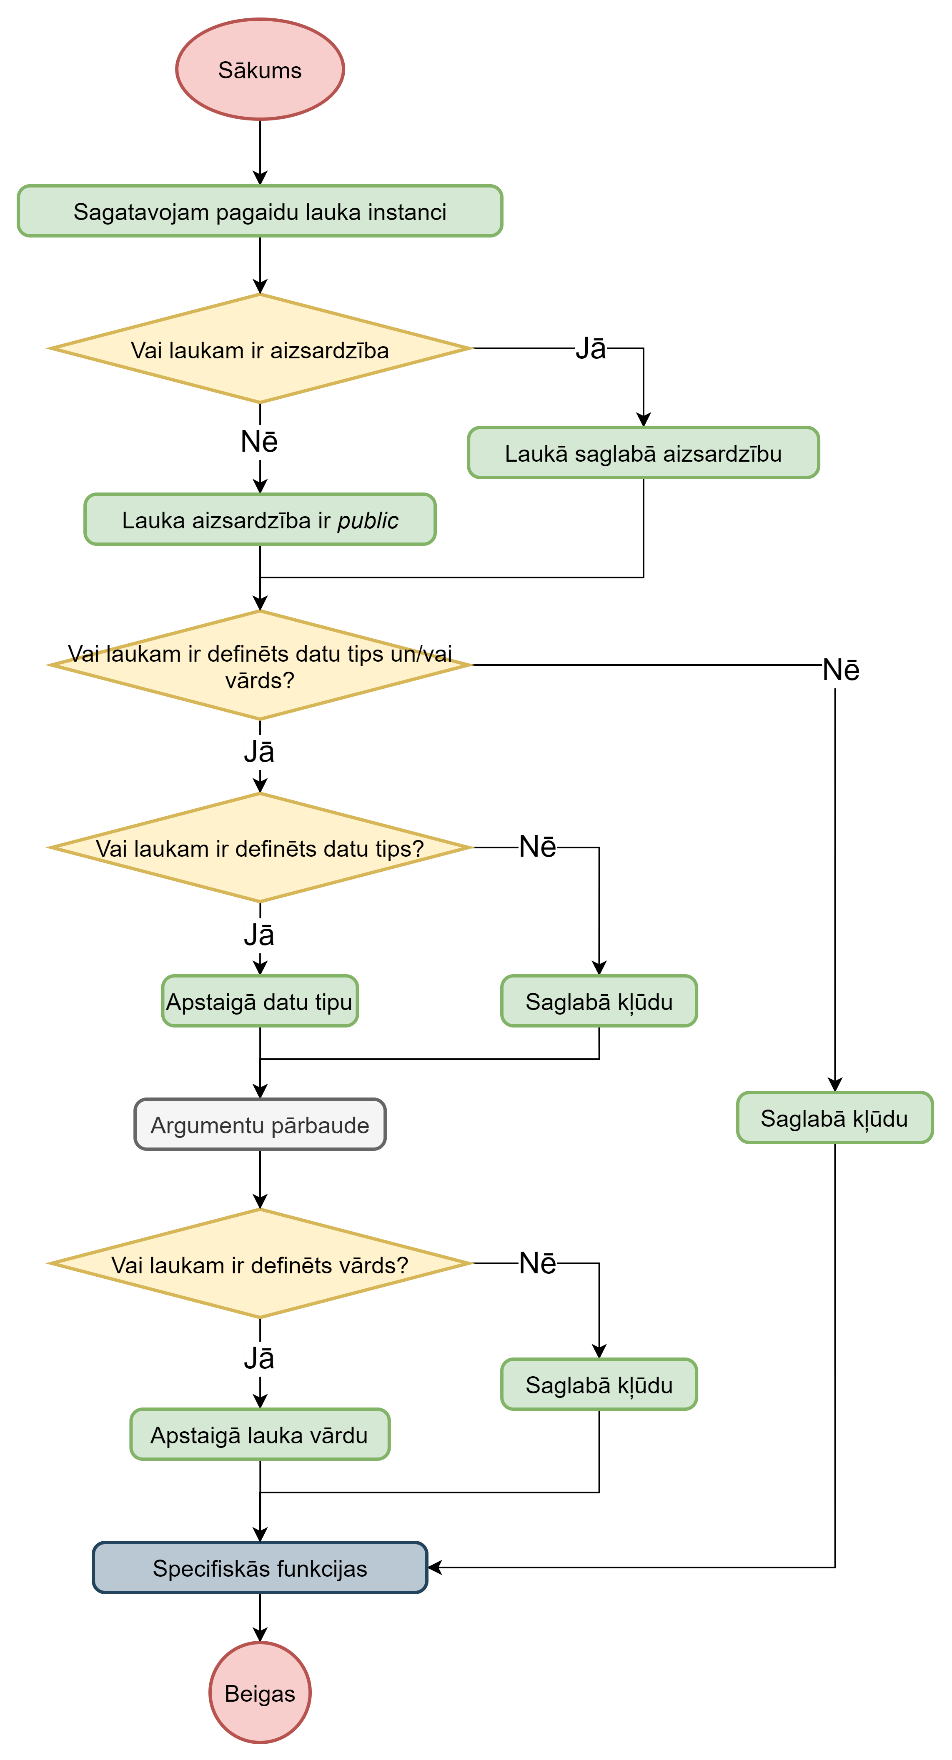 Sākums
Sagatavojam pagaidu lauka instanci
Vai laukam ir aizsardzība
Jā
Nē
Laukā saglabā aizsardzību
Lauka aizsardzība ir public
Vai laukam ir definēts datu tips un/vai
vārds?
Nē
Jā
Vai laukam ir definēts datu tips?
Nē
Jā
Apstaigā datu tipu
Saglabā kļūdu
Argumentu pārbaude
Saglabā kļūdu
Vai laukam ir definēts vārds?
Nē
Jā
Saglabā kļūdu
Apstaigā lauka vārdu
Specifiskās funkcijas
Beigas